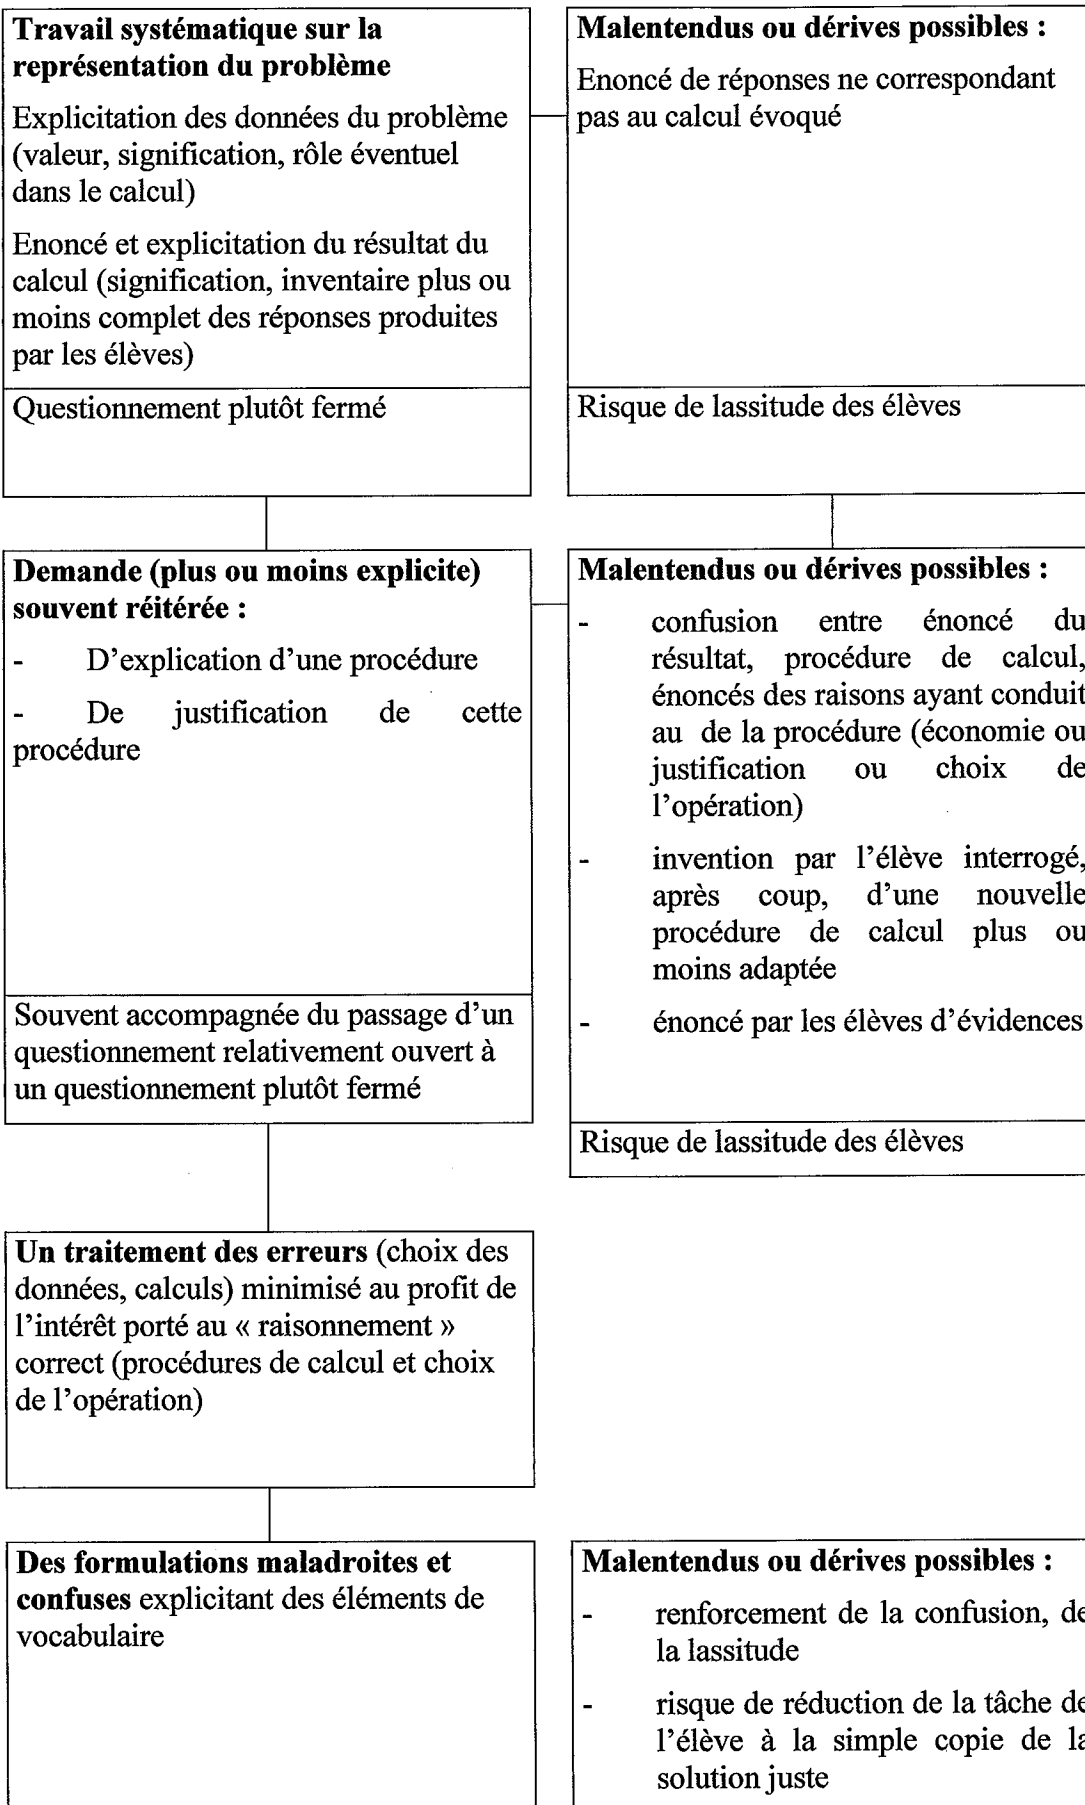 Travail systématique sur la
représentation du problème
Explicitation des données du problème
(valeur, signification, rôle éventuel
dans le calcul)
Enoncé et explicitation du résultat du
calcul (signification, inventaire plus ou
moins complet des réponses produites
par les élèves)
Questionnement plutôt fermé
Malentendus ou dérives possibles :
Enoncé de réponses ne correspondant
pas au calcul évoqué
Risque de lassitude des élèves
Demande (plus ou moins explicite)
souvent réitérée :
- D’explication d’une procédure
- De justification de cette
procédure
Souvent accompagnée du passage d’un
questionnement relativement ouvert à
un questionnement plutôt fermé
Malentendus ou dérives possibles :
- confusion entre énoncé du
résultat, procédure de calcul,
énoncés des raisons ayant conduit
au de la procédure (économie ou
justification ou choix de
l’opération)
- invention par l’élève interrogé,
après coup, d’une nouvelle
procédure de calcul plus ou
moins adaptée
- énoncé par les élèves d’évidences
Risque de lassitude des élèves
Un traitement des erreurs (choix des
données, calculs) minimisé au profit de
l’intérêt porté au « raisonnement »
correct (procédures de calcul et choix
de l’opération)
Des formulations maladroites et
confuses explicitant des éléments de
vocabulaire
Malentendus ou dérives possibles :
- renforcement de la confusion, de
la lassitude
- risque de réduction de la tâche de
l’élève à la simple copie de la
solution juste